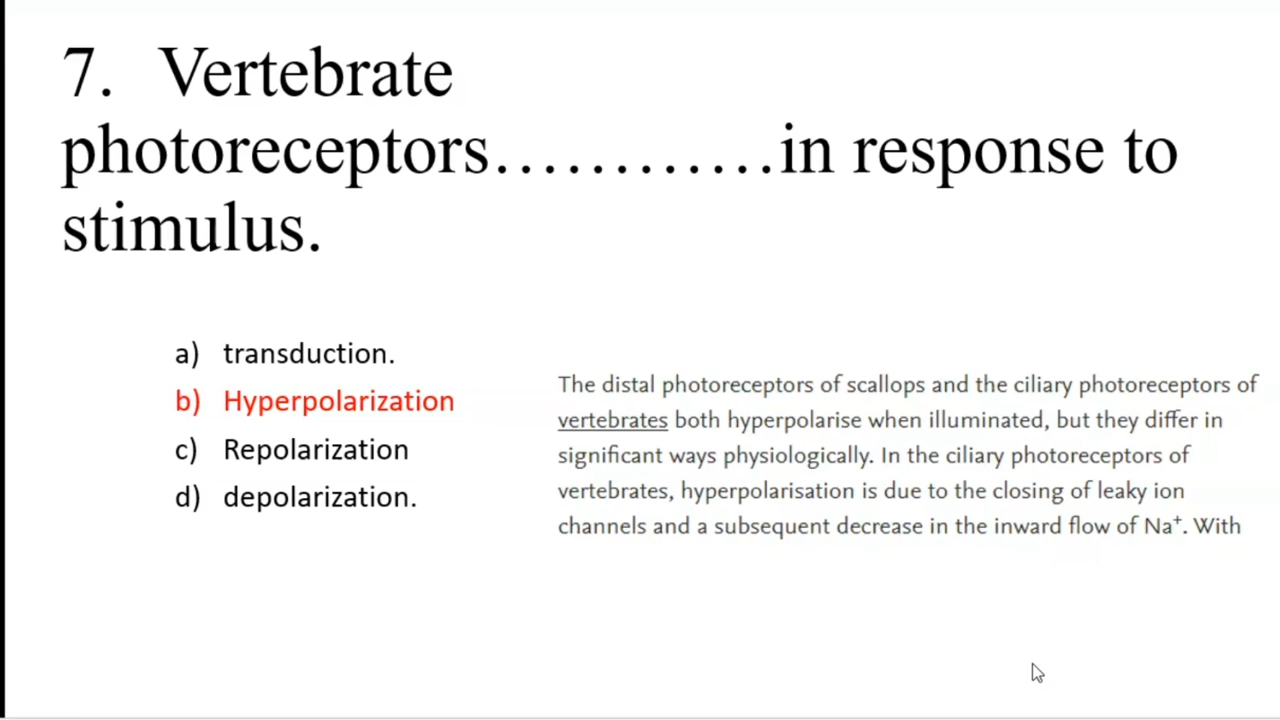 7. Vertebrate
photoreceptors…………in response to
stimulus.
a) transduction.
b) Hyperpolarization
c) Repolarization
d) depolarization.
The distal photoreceptors of scallops and the ciliary photoreceptors of
vertebrates both hyperpolarise when illuminated, but they differ in
significant ways physiologically. In the ciliary photoreceptors of
vertebrates, hyperpolarisation is due to the closing of leaky ion
channels and a subsequent decrease in the inward flow of Na⁺. With